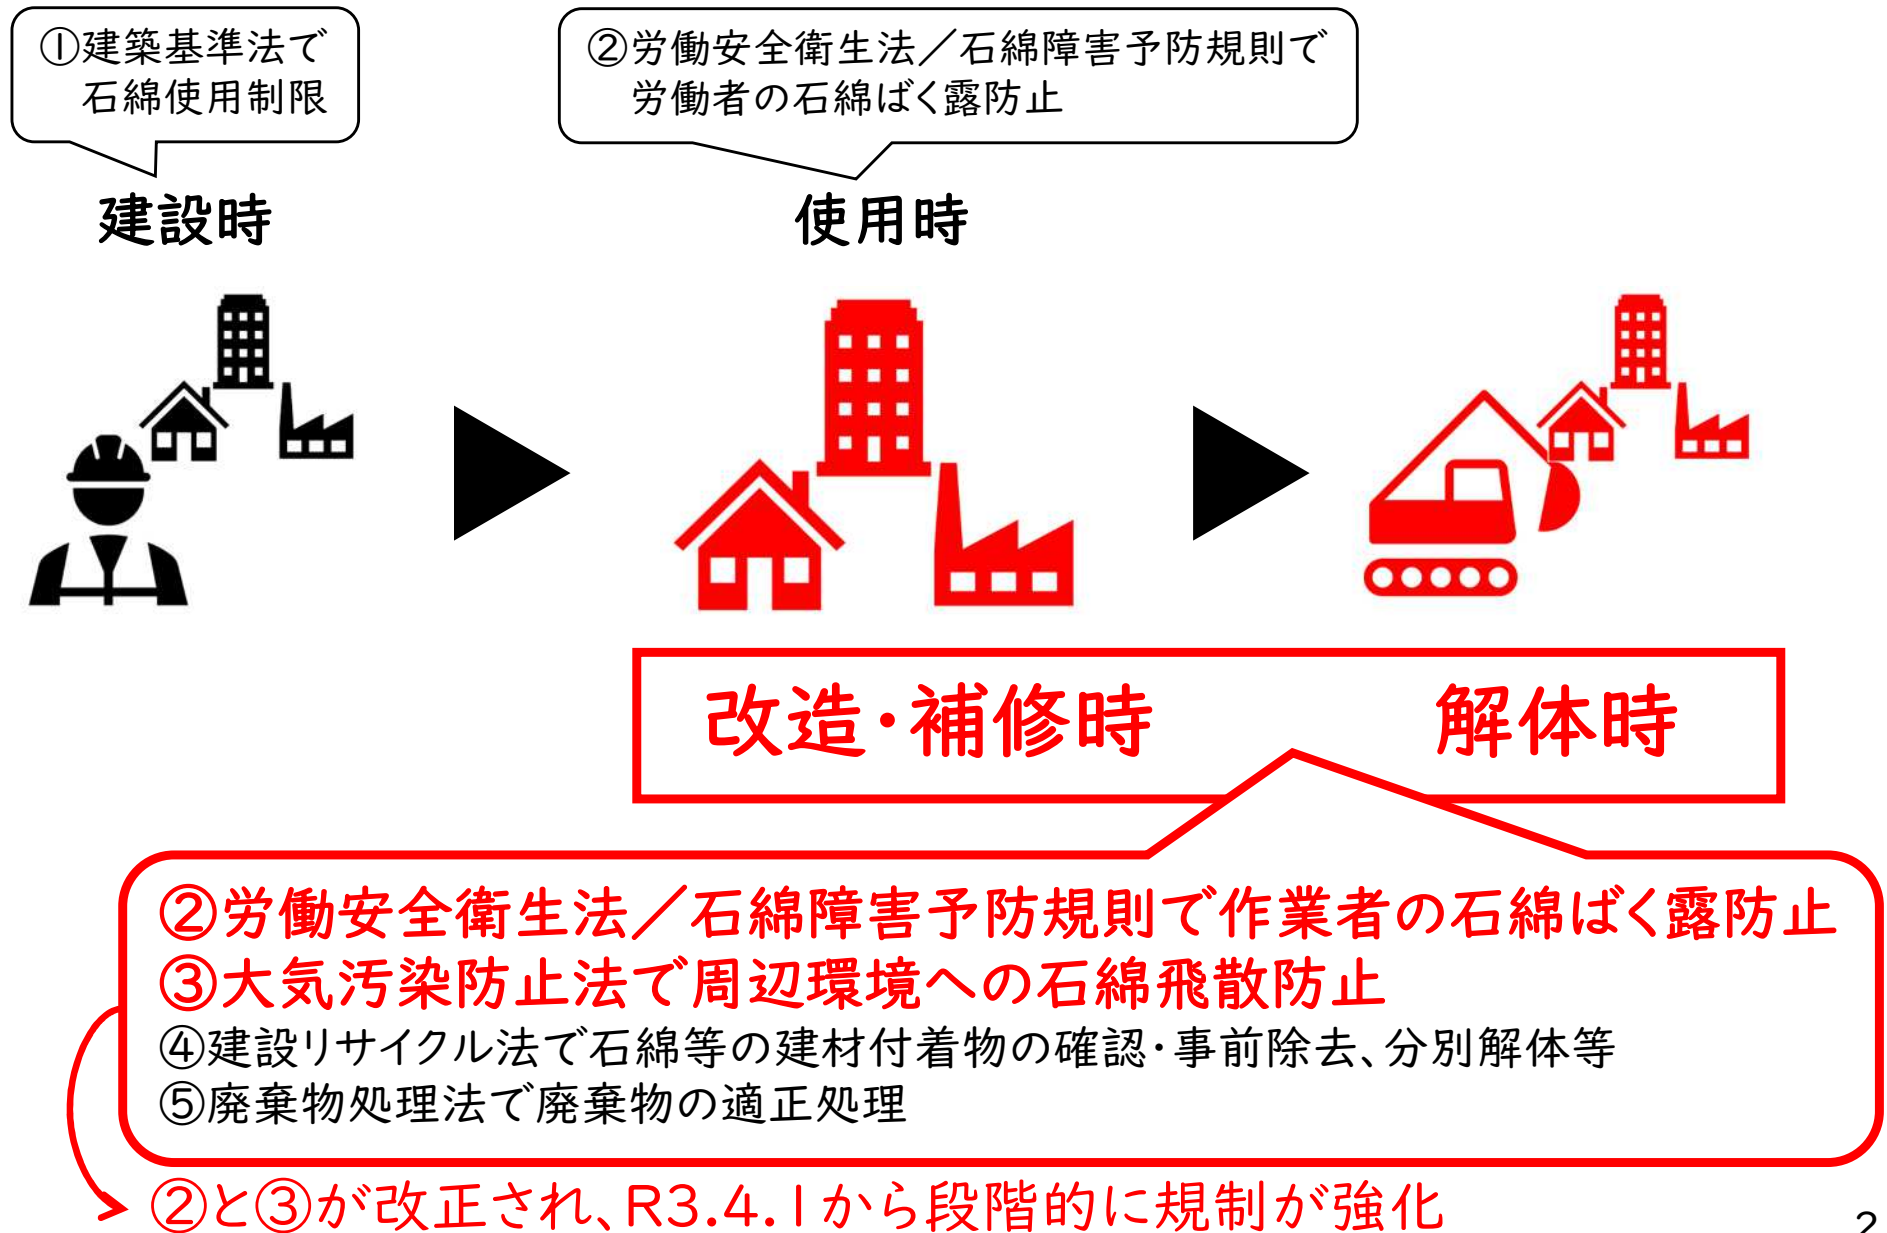 ①建築基準法で
石綿使用制限
②労働安全衛生法／石綿障害予防規則で
労働者の石綿ばく露防止
建設時
使用時
改造・補修時
解体時
②労働安全衛生法／石綿障害予防規則で作業者の石綿ばく露防止
③大気汚染防止法で周辺環境への石綿飛散防止
④建設リサイクル法で石綿等の建材付着物の確認・事前除去、分別解体等
⑤廃棄物処理法で廃棄物の適正処理
②と③が改正され、R3.4.1から段階的に規制が強化
2